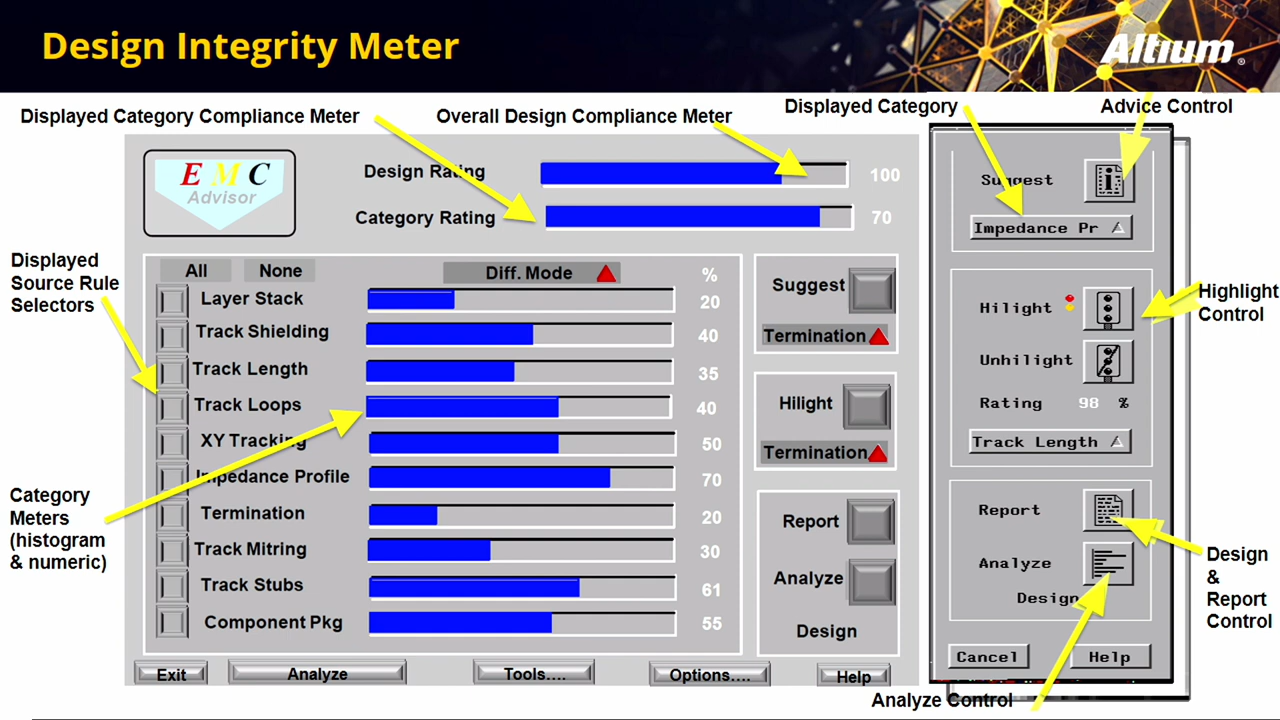 Design Integrity Meter
Altium®
Displayed Category Compliance Meter
Overall Design Compliance Meter
Displayed Category
Advice Control
E M C
Advisor
Design Rating
100
Category Rating
70
Displayed
Source Rule
Selectors
All
None
Diff. Mode
%
Layer Stack
20
Track Shielding
40
Track Length
35
Track Loops
40
XY Tracking
50
Impedance Profile
70
Termination
20
Track Mitring
30
Track Stubs
61
Component Pkg
55
Category
Meters
(histogram
& numeric)
Suggest
Termination
Hilight
Termination
Report
Analyze
Design
Exit
Analyze
Tools....
Options....
Help
Suggest
Impedance Pr
Hilight
Unhilight
Rating 98 %
Track Length
Report
Analyze
Design
Cancel
Help
Highlight
Control
Design
&
Report
Control
Analyze Control